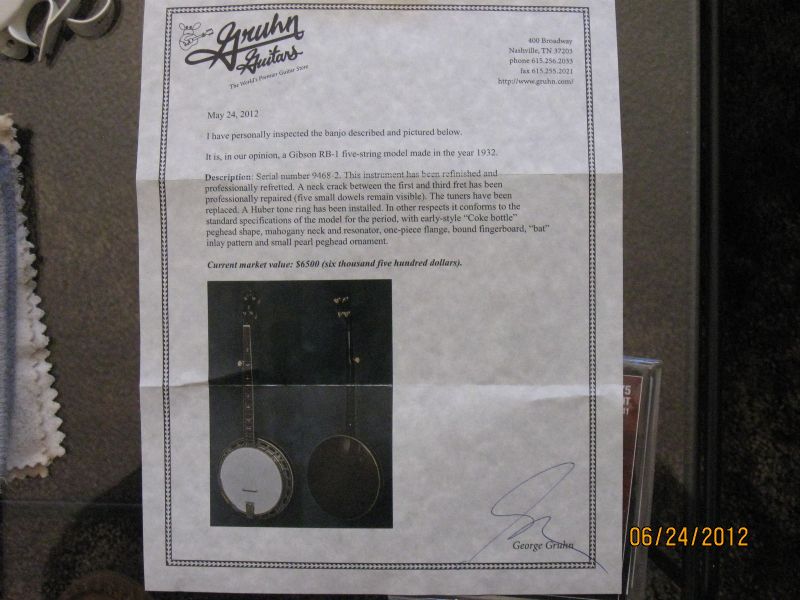 Gruhn
Guitars
The World's Premier Guitar Store
400 Broadway
Nashville, TN 37203
phone 615.256.2033
fax 615.255.2021
http://www.gruhn.com/
May 24, 2012
I have personally inspected the banjo described and pictured below.
It is, in our opinion, a Gibson RB-1 five-string model made in the year 1932.
Description: Serial number 9468-2. This instrument has been refinished and
professionally refretted. A neck crack between the first and third fret has been
professionally repaired (five small dowels remain visible). The tuners have been
replaced. A Huber tone ring has been installed. In other respects it conforms to the
standard specifications of the model for the period, with early-style “Coke bottle”
peghead shape, mahogany neck and resonator, one-piece flange, bound fingerboard, “bat”
inlay pattern and small pearl peghead ornament.
Current market value: $6500 (six thousand five hundred dollars).
George Gruhn
06/24/2012